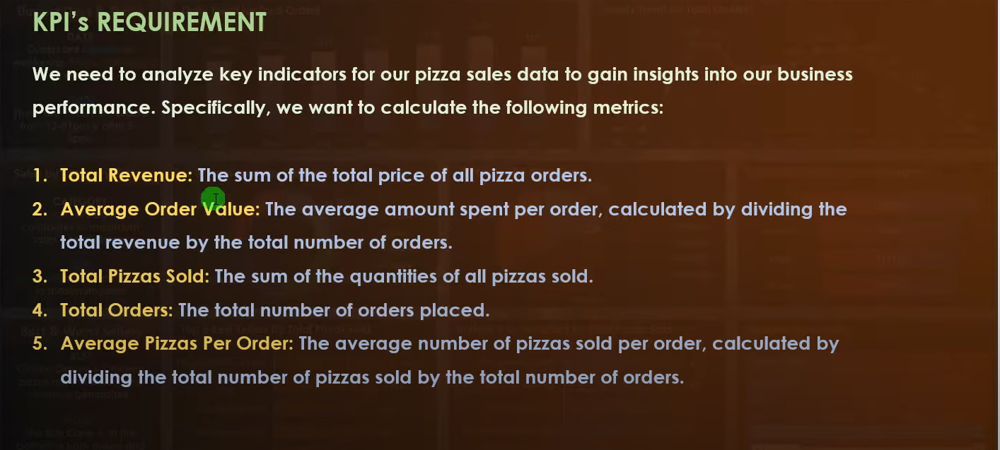 KPI's REQUIREMENT
We need to analyze key indicators for our pizza sales data to gain insights into our business
performance. Specifically, we want to calculate the following metrics:
1. Total Revenue: The sum of the total price of all pizza orders.
2. Average Order Value: The average amount spent per order, calculated by dividing the
total revenue by the total number of orders.
3. Total Pizzas Sold: The sum of the quantities of all pizzas sold.
4. Total Orders: The total number of orders placed.
5. Average Pizzas Per Order: The average number of pizzas sold per order, calculated by
dividing the total number of pizzas sold by the total number of orders.